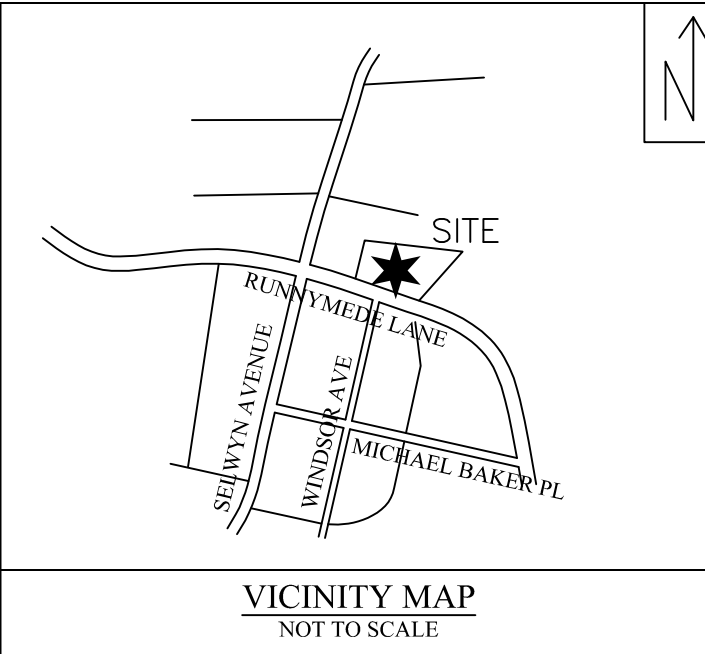 N
SITE
RUNNYMEDE LANE
SELWYN AVENUE
WINDSOR AVE
MICHAEL BAKER PL
VICINITY MAP
NOT TO SCALE